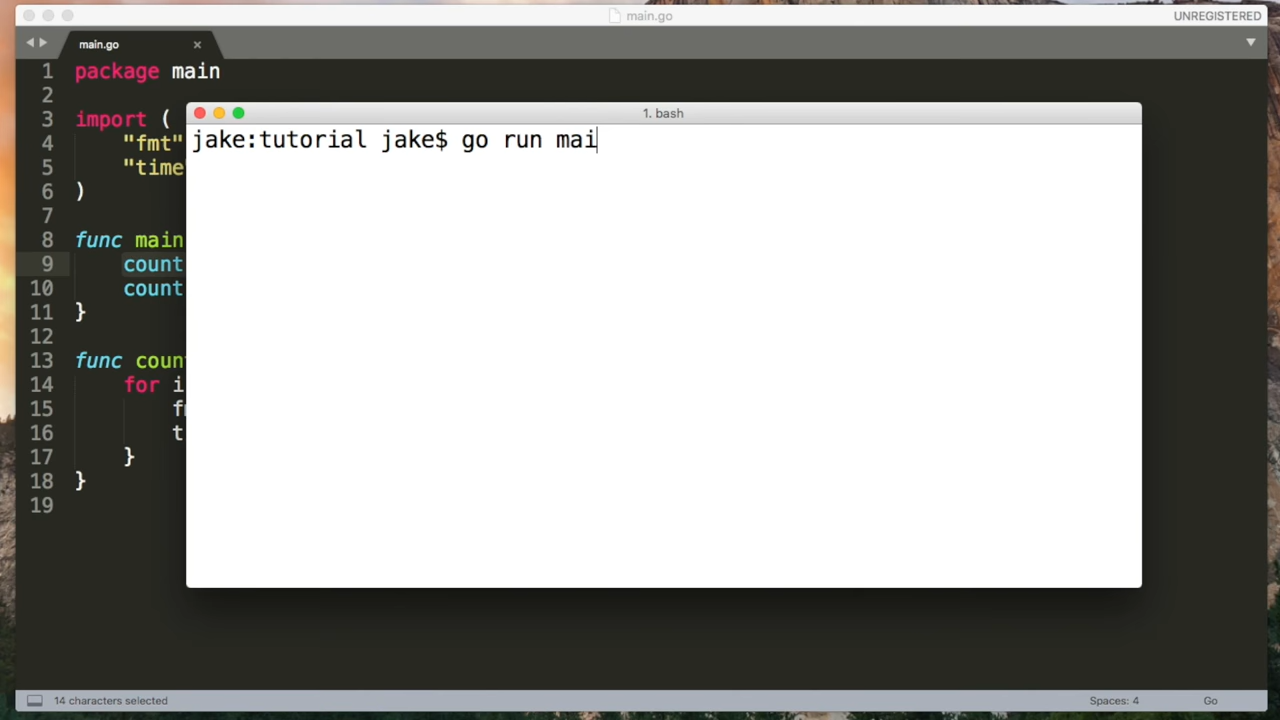 main.go
UNREGISTERED
main.go
1 package main
2
3 import (
4 "fmt"
5 "time"
6 )
7
8 func main
9 count
10 count
11 }
12
13 func coun
14 for i
15 f
16 t
17 }
18 }
19
1. bash
jake:tutorial jake$ go run mai
14 characters selected
Spaces: 4
Go